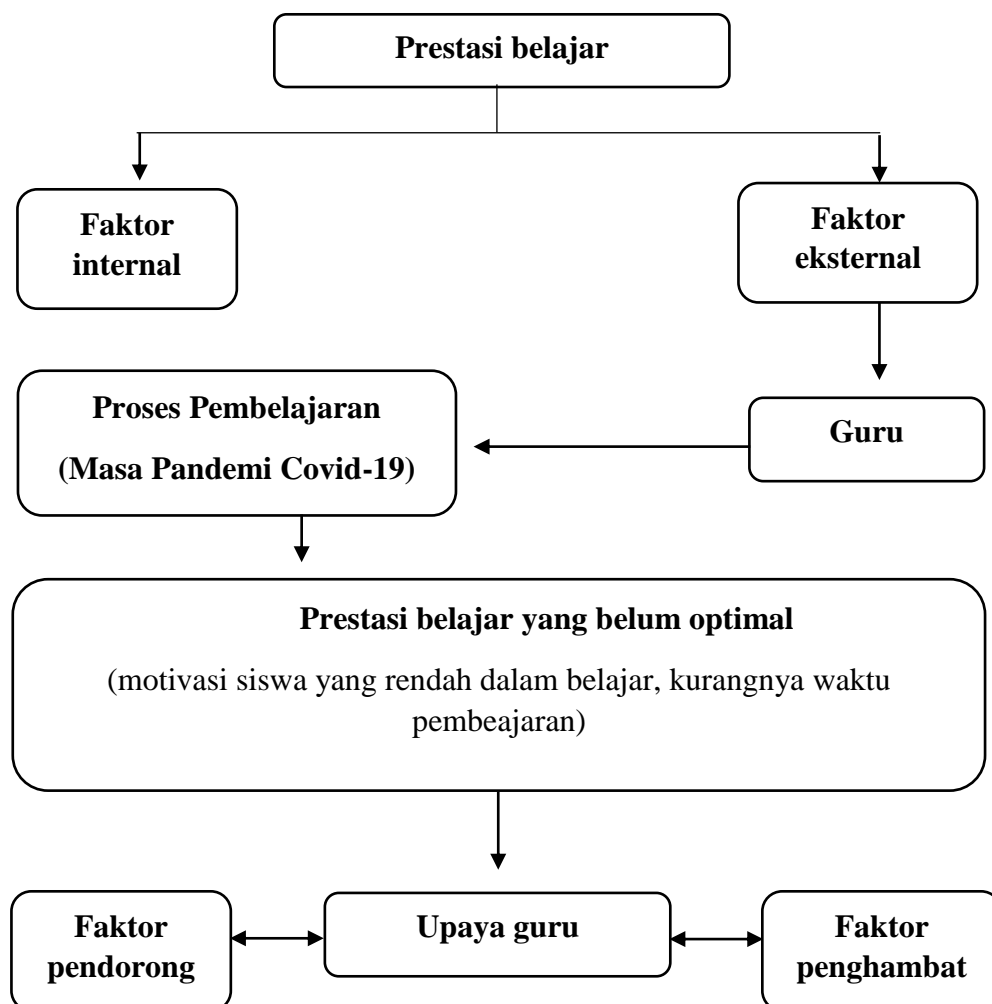 Prestasi belajar
Faktor
internal
Faktor
eksternal
Proses Pembelajaran
(Masa Pandemi Covid-19)
Guru
Prestasi belajar yang belum optimal
(motivasi siswa yang rendah dalam belajar, kurangnya waktu
pembeajaran)
Faktor
pendorong
Upaya guru
Faktor
penghambat